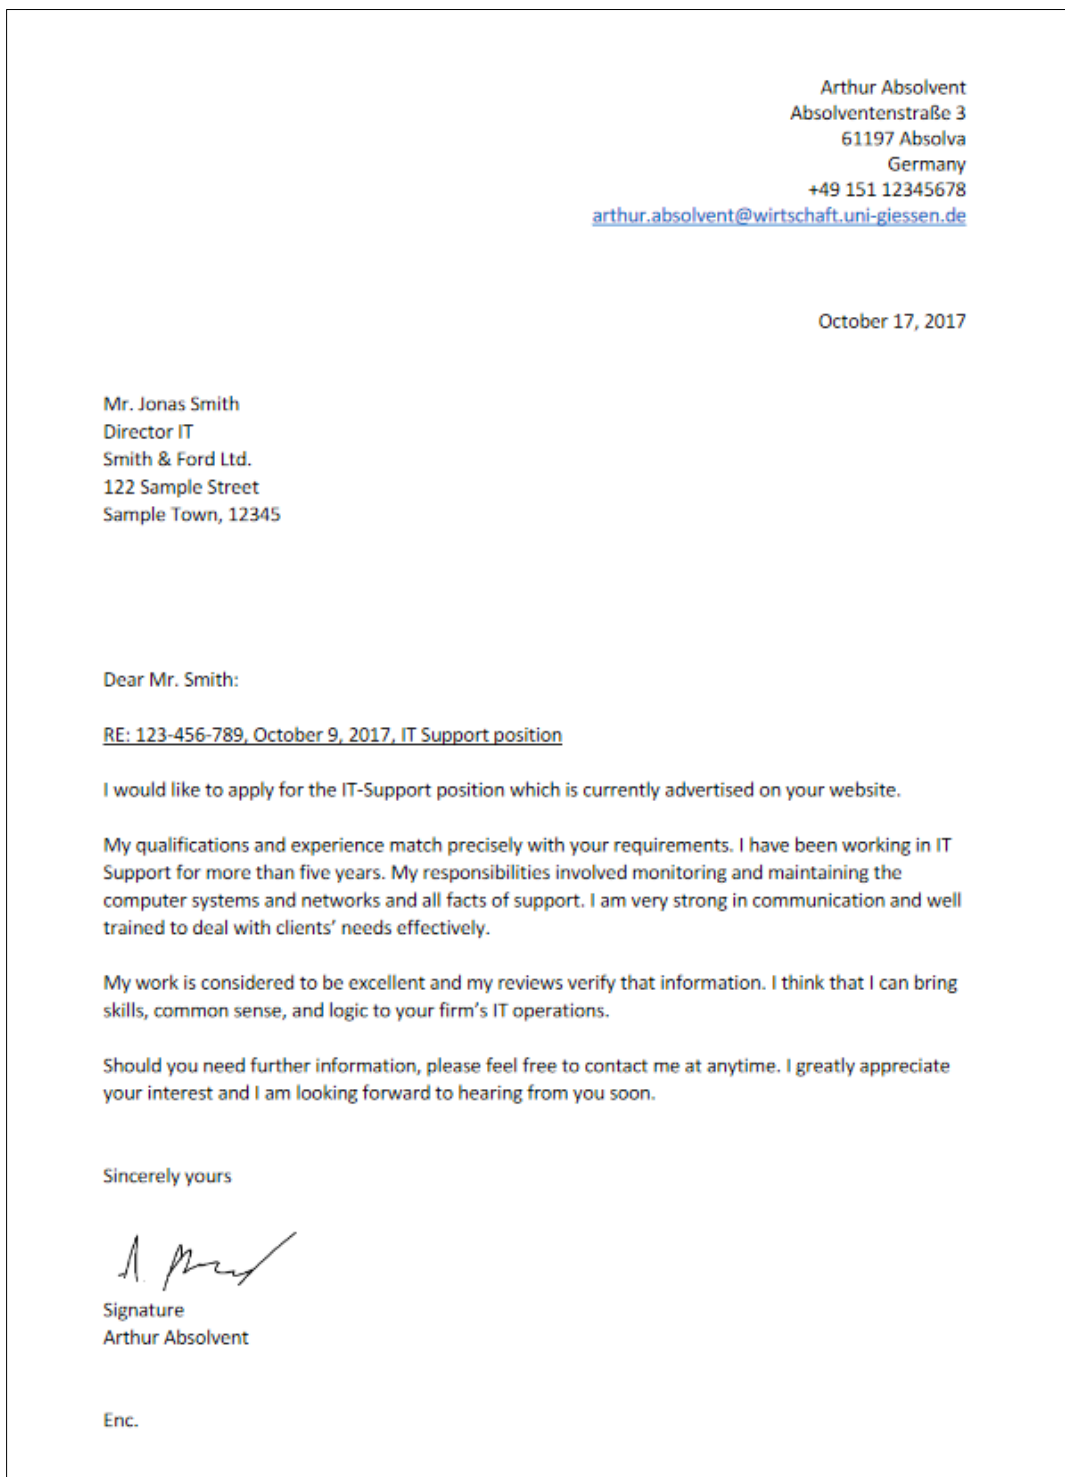 Arthur Absolvent
Absolventenstraße 3
61197 Absolva
Germany
+49 151 12345678
arthur.absolvent@wirtschaft.uni-giessen.de
October 17, 2017
Mr. Jonas Smith
Director IT
Smith & Ford Ltd.
122 Sample Street
Sample Town, 12345
Dear Mr. Smith:
RE: 123-456-789, October 9, 2017, IT Support position
I would like to apply for the IT-Support position which is currently advertised on your website.
My qualifications and experience match precisely with your requirements. I have been working in IT
Support for more than five years. My responsibilities involved monitoring and maintaining the
computer systems and networks and all facts of support. I am very strong in communication and well
trained to deal with clients’ needs effectively.
My work is considered to be excellent and my reviews verify that information. I think that I can bring
skills, common sense, and logic to your firm’s IT operations.
Should you need further information, please feel free to contact me at anytime. I greatly appreciate
your interest and I am looking forward to hearing from you soon.
Sincerely yours
A.
Signature
Arthur Absolvent
Enc.